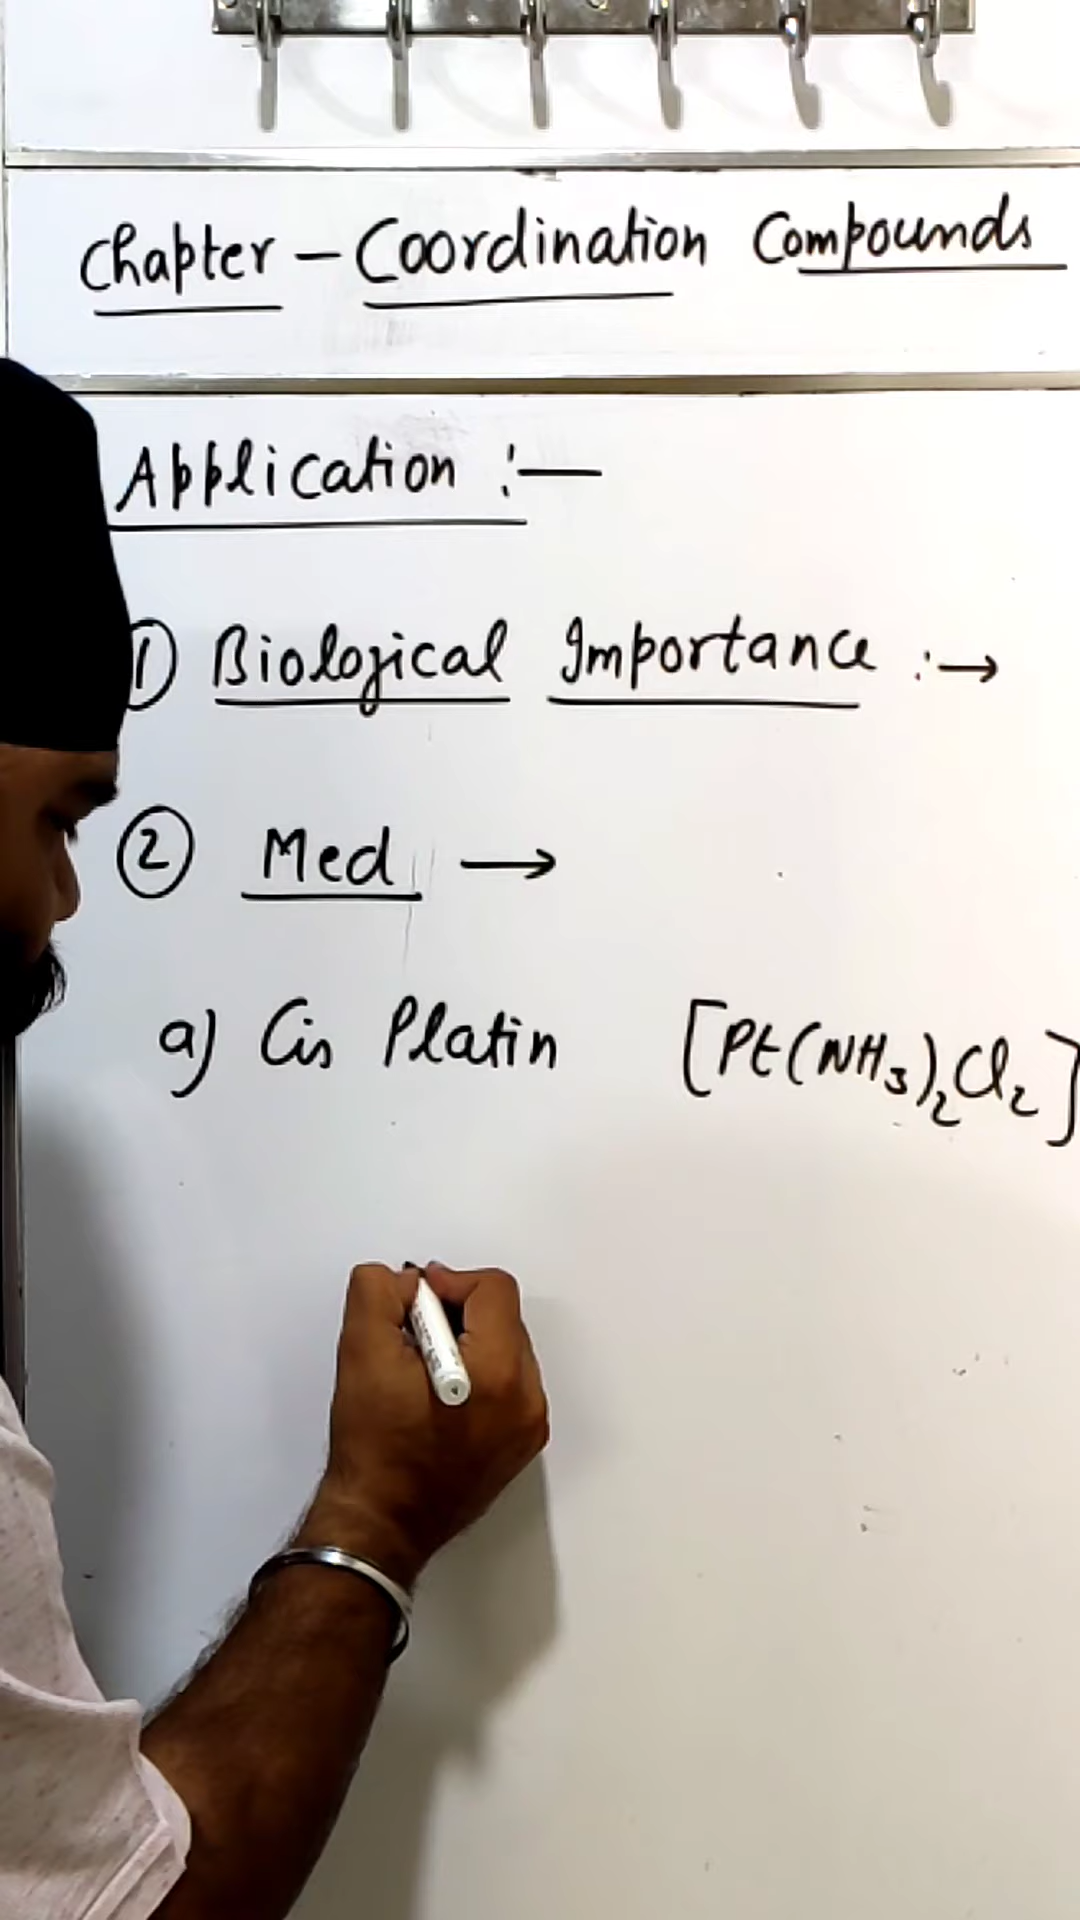 Chapter – Coordination Compounds
Application :—
① Biological Importance :→
② Med →
a) Cis Platin [Pt(NH₃)₂Cl₂]